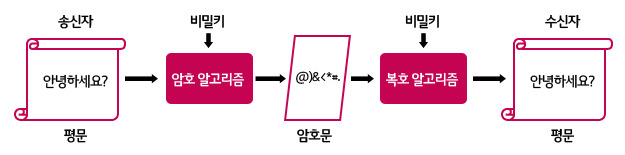 송신자
비밀키
비밀키
수신자
안녕하세요?
암호 알고리즘
@)&<*=.
복호 알고리즘
안녕하세요?
평문
암호문
평문